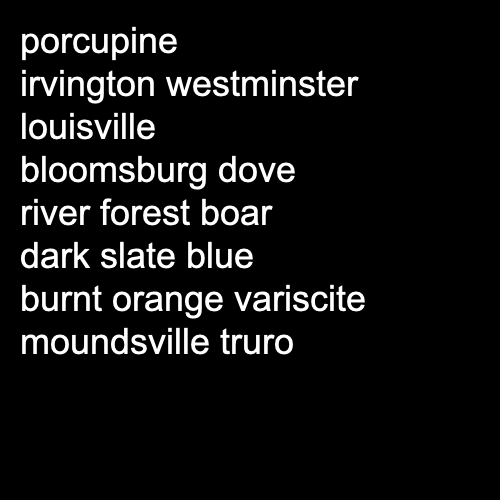 porcupine
irvington westminster
louisville
bloomsburg dove
river forest boar
dark slate blue
burnt orange variscite
moundsville truro